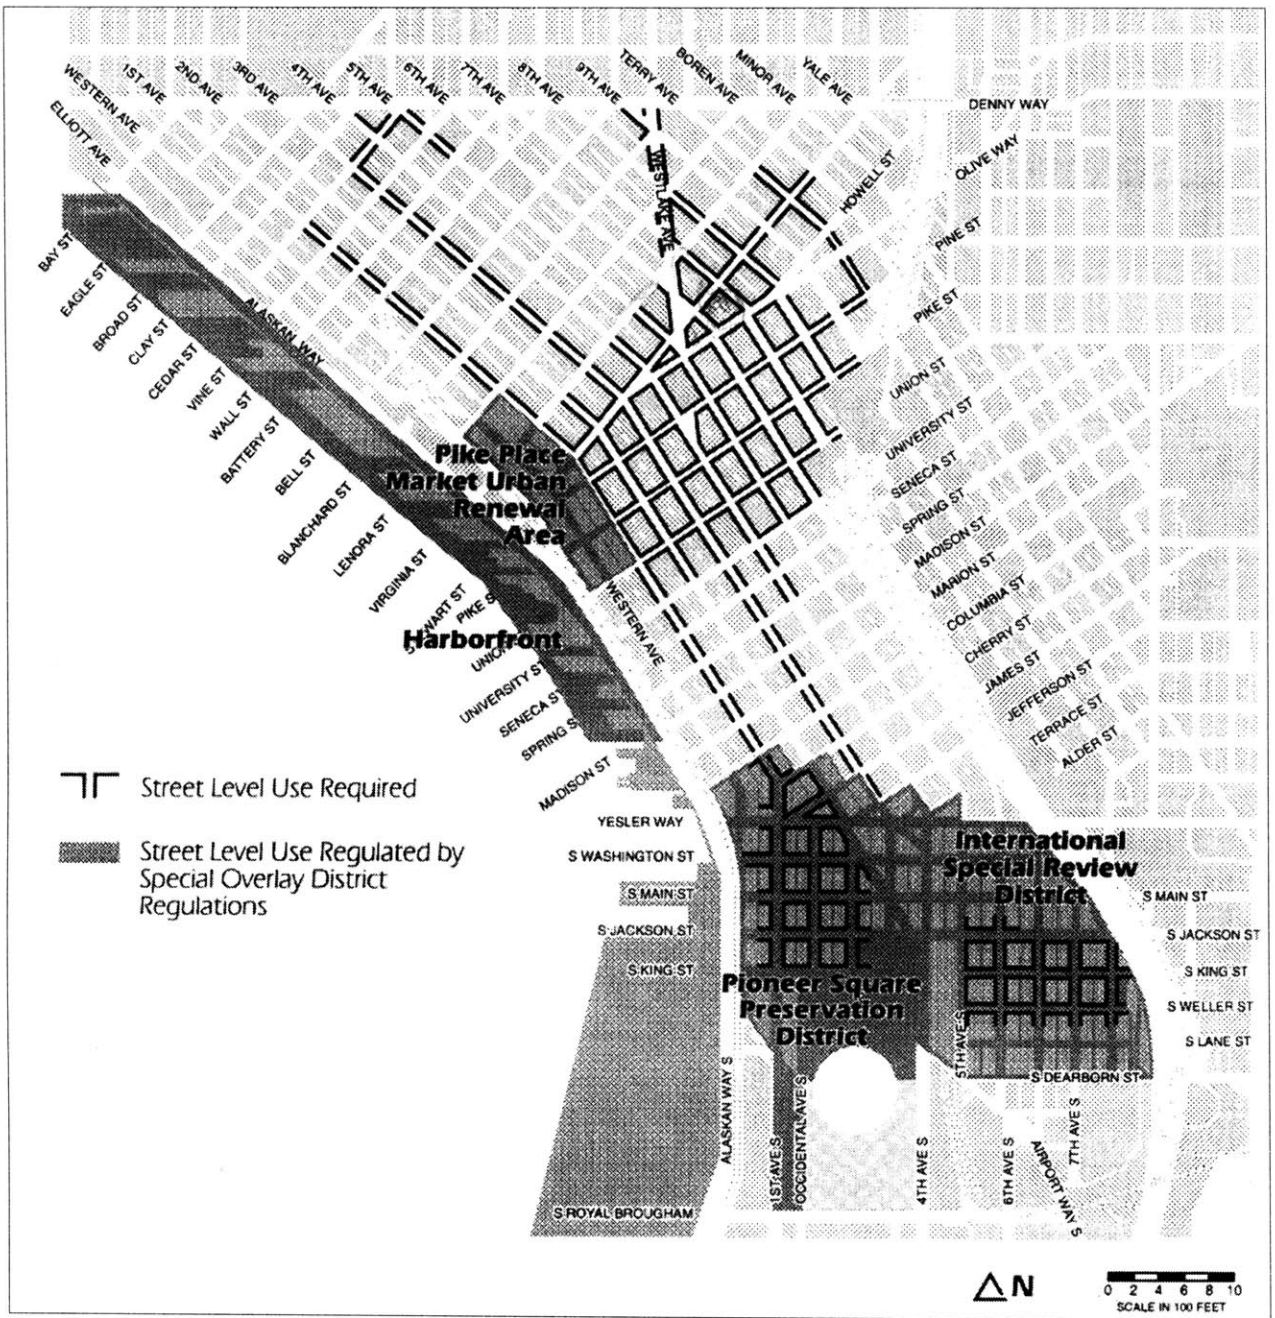 WESTERN AVE
1ST AVE
2ND AVE
3RD AVE
4TH AVE
5TH AVE
6TH AVE
7TH AVE
8TH AVE
9TH AVE
TERRY AVE
BOREN AVE
MINOR AVE
YALE AVE
ELLIOTT AVE
DENNY WAY
OLIVE WAY
HOWELL ST
WESTLAKE AVE
PINE ST
PIKE ST
UNION ST
UNIVERSITY ST
SENECA ST
SPRING ST
MADISON ST
MARION ST
COLUMBIA ST
CHERRY ST
JAMES ST
JEFFERSON ST
TERRACE ST
ALDER ST
BAY ST
EAGLE ST
BROAD ST
CLAY ST
CEDAR ST
VINE ST
WALL ST
BATTERY ST
BELL ST
BLANCHARD ST
LENORA ST
VIRGINIA ST
PIKE S
UNION
UNIVERSITY ST
SENECA ST
SPRING S
MADISON ST
ALASKAN WAY
Pike Place
Market Urban
Renewal
Area
Harborfront
WESTERN AVE
Street Level Use Required
Street Level Use Regulated by
Special Overlay District
Regulations
YESLER WAY
S WASHINGTON ST
S MAIN ST
S JACKSON ST
S KING ST
International
Special Review
District
S MAIN ST
S JACKSON ST
S KING ST
S WELLER ST
S LANE ST
S DEARBORN ST
Pioneer Square
Preservation
District
ALASKAN WAY S
1ST AVE S
OCCIDENTAL AVE S
4TH AVE S
5TH AVE S
6TH AVE S
AIRPORT WAY S
7TH AVE S
S ROYAL BROUGHAM
N
0 2 4 6 8 10
SCALE IN 100 FEET